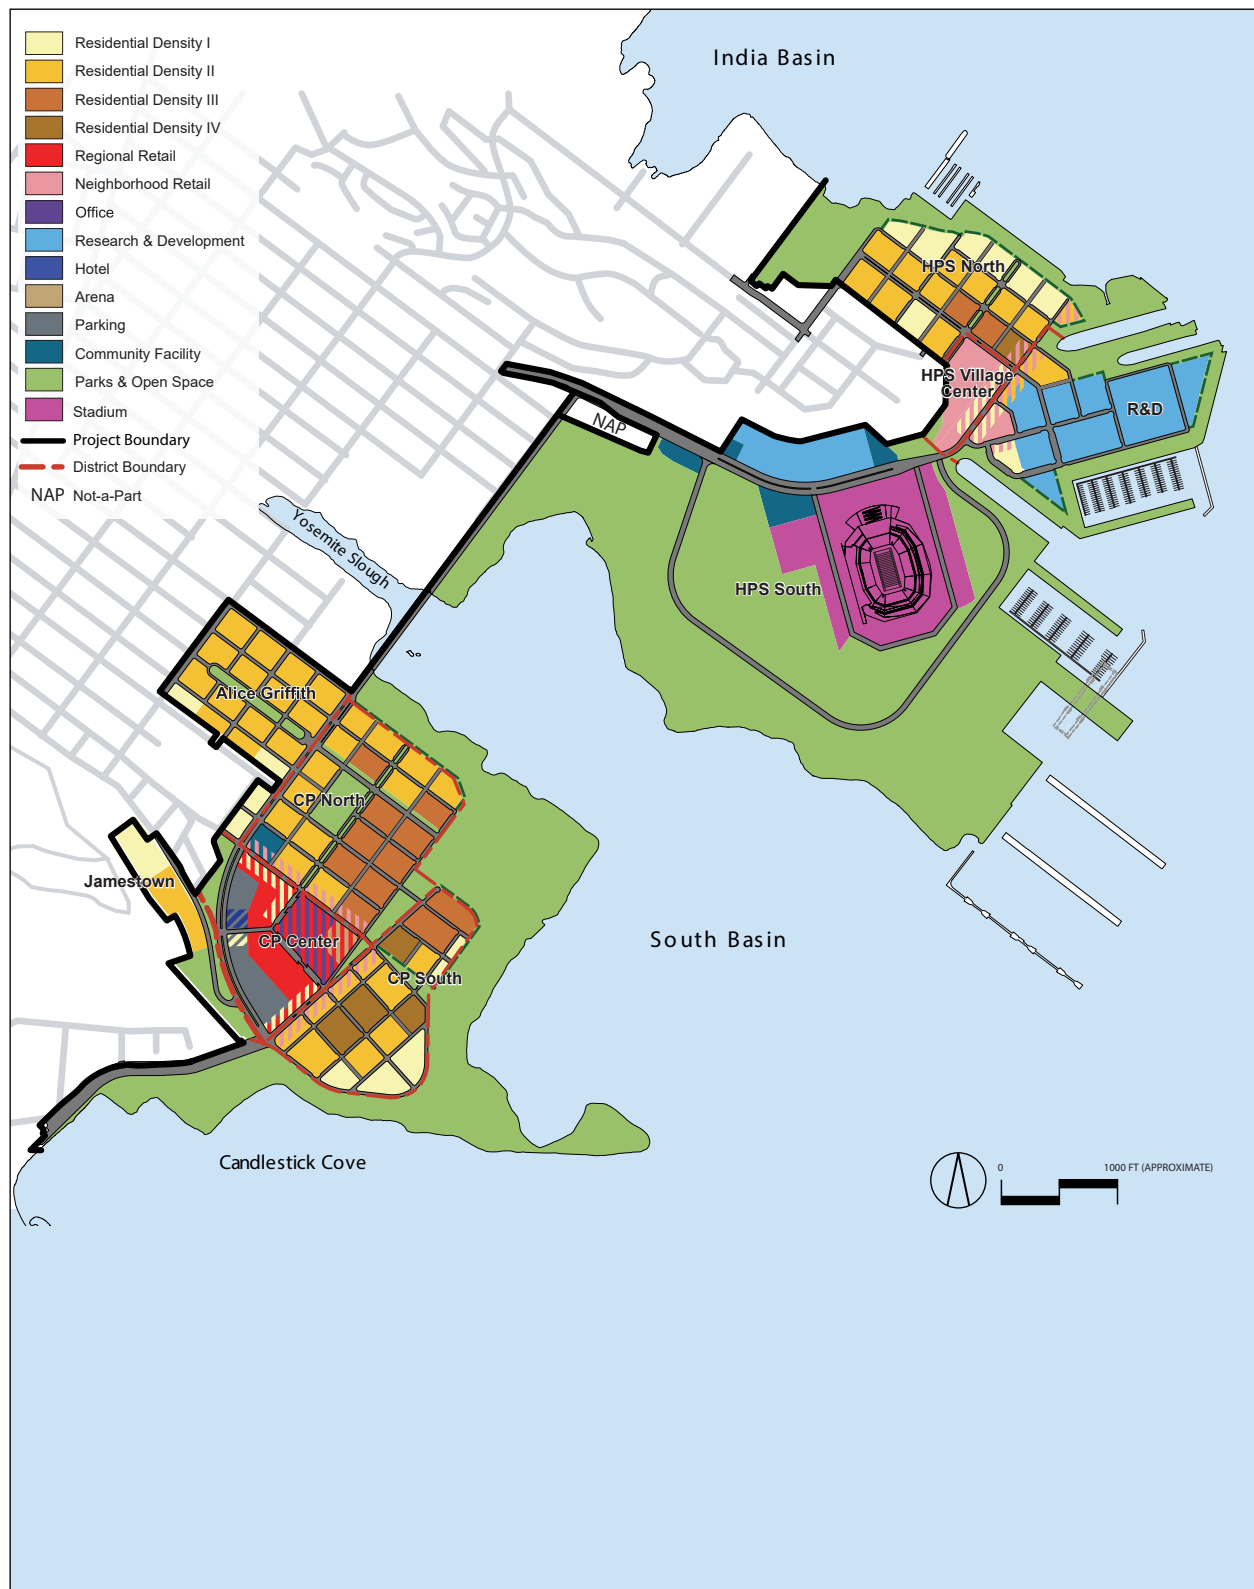 India Basin
Residential Density I
Residential Density II
Residential Density III
Residential Density IV
Regional Retail
Neighborhood Retail
Office
Research & Development
Hotel
Arena
Parking
Community Facility
Parks & Open Space
Stadium
Project Boundary
District Boundary
NAP Not-a-Part
HPS North
HPS Village
Center
R&D
NAP
Yosemite Slough
HPS South
Alice Griffith
CP North
Jamestown
CP Center
CP South
South Basin
Candlestick Cove
0 1000 FT (APPROXIMATE)